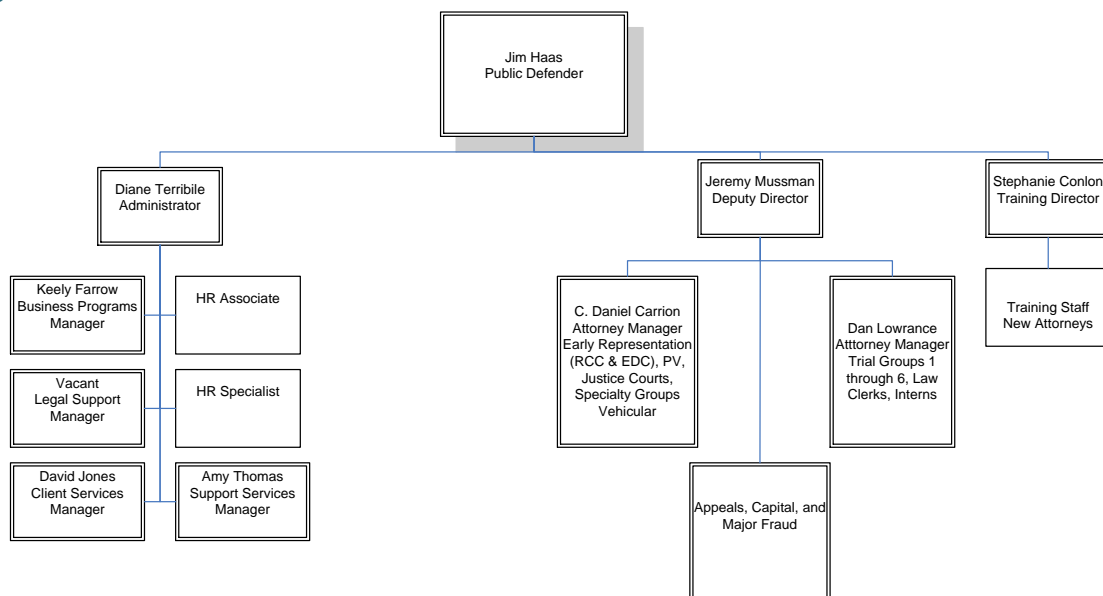 Jim Haas
Public Defender
Diane Terribile
Administrator
Jeremy Mussman
Deputy Director
Stephanie Conlon
Training Director
Keely Farrow
Business Programs
Manager
HR Associate
Vacant
Legal Support
Manager
HR Specialist
David Jones
Client Services
Manager
Amy Thomas
Support Services
Manager
C. Daniel Carrion
Attorney Manager
Early Representation
(RCC & EDC), PV,
Justice Courts,
Specialty Groups
Vehicular
Dan Lowrance
Atttorney Manager
Trial Groups 1
through 6, Law
Clerks, Interns
Training Staff
New Attorneys
Appeals, Capital, and
Major Fraud